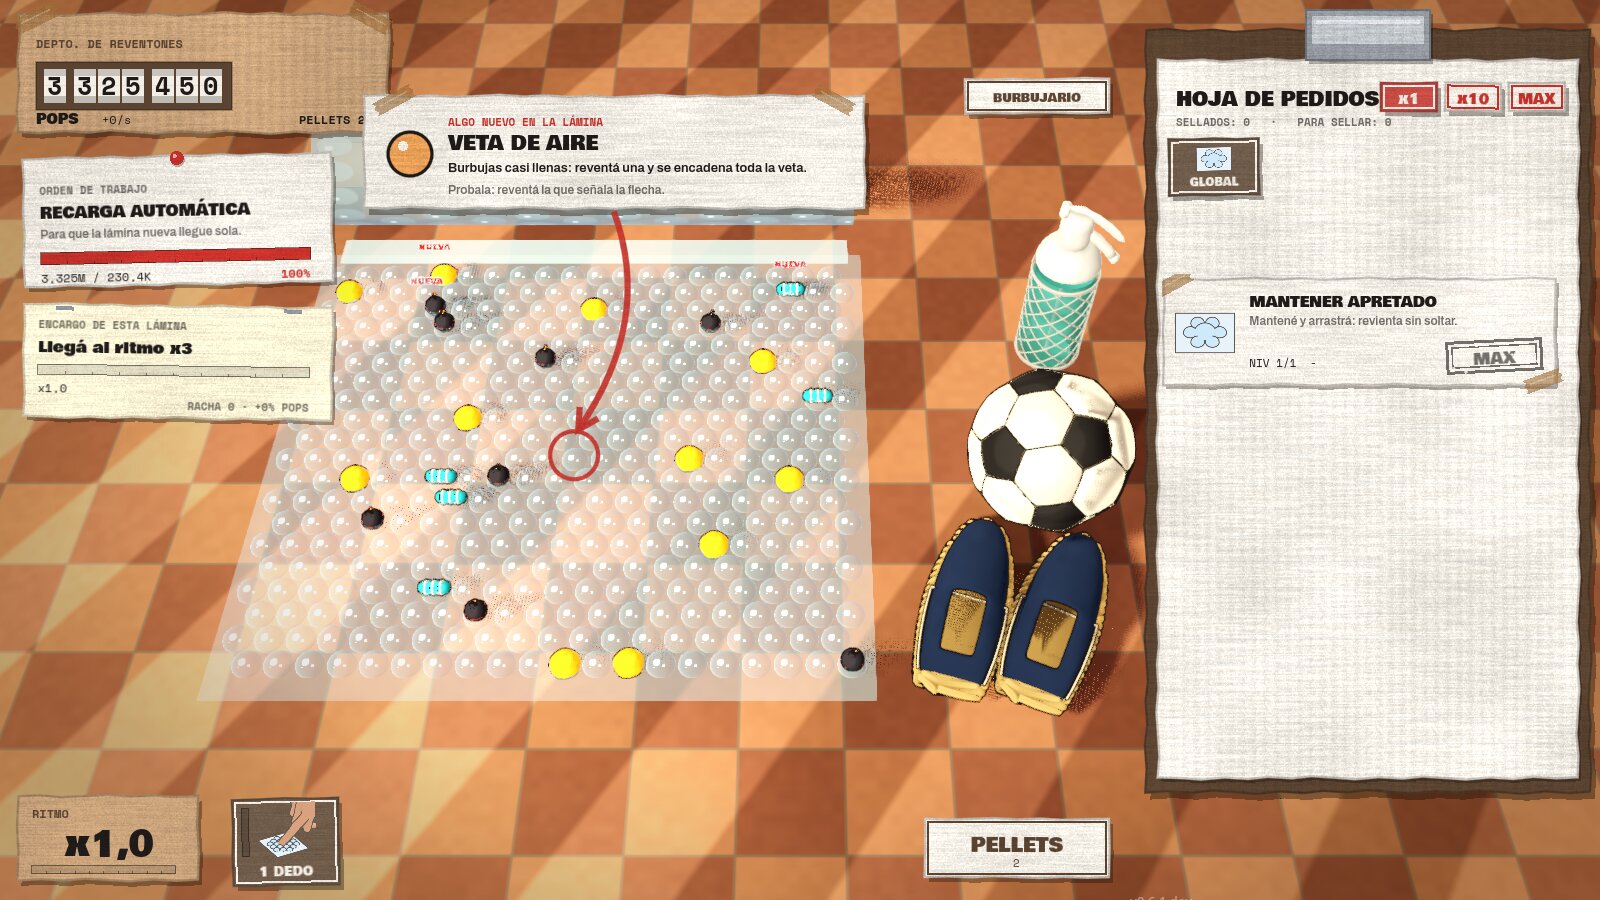 DEPTO. DE REVENTONES
3 325 450
POPS +0/s PELLETS 2
ORDEN DE TRABAJO
RECARGA AUTOMÁTICA
Para que la lámina nueva llegue sola.
3.325M / 230.4K 100%
ENCARGO DE ESTA LÁMINA
Llegá al ritmo x3
x1.0
RACHA 0 · +0% POPS
ALGO NUEVO EN LA LÁMINA
VETA DE AIRE
Burbujas casi llenas: reventá una y se encadena toda la veta.
Probala: reventá la que señala la flecha.
NUEVA
NUEVA
NUEVA
BURBUJARIO
HOJA DE PEDIDOS x1 x10 MAX
SELLADOS: 0 · PARA SELLAR: 0
GLOBAL
MANTENER APRETADO
Mantené y arrastrá: revienta sin soltar.
NIV 1/1 -
MAX
RITMO
x1,0
1 DEDO
PELLETS
2